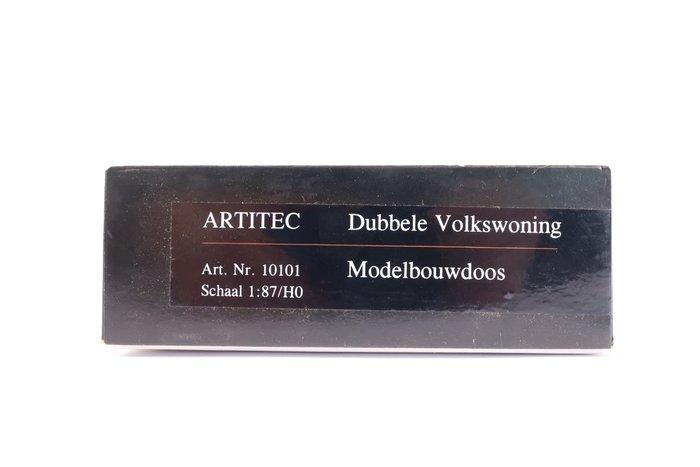 ARTITEC Dubbele Volkswoning
Art. Nr. 10101 Modelbouwdoos
Schaal 1:87/H0